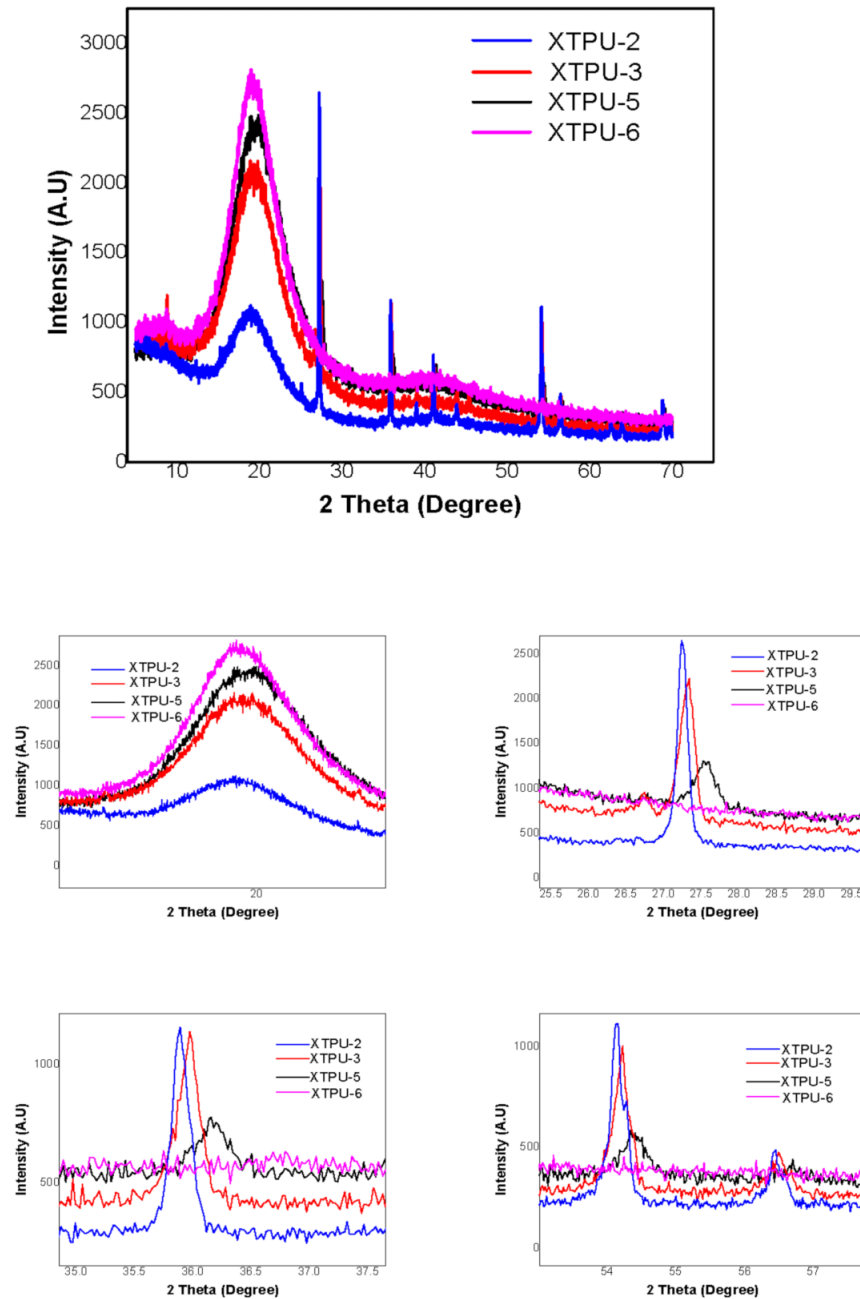 3000
2500
2000
1500
1000
500
0
Intensity (A.U)
XTPU-2
XTPU-3
XTPU-5
XTPU-6
10 20 30 40 50 60 70
2 Theta (Degree)
2500
2000
1500
1000
500
0
Intensity (A.U)
XTPU-2
XTPU-3
XTPU-5
XTPU-6
20
2 Theta (Degree)
2500
2000
1500
1000
500
0
Intensity (A.U)
XTPU-2
XTPU-3
XTPU-5
XTPU-6
25.5 26.0 26.5 27.0 27.5 28.0 28.5 29.0 29.5
2 Theta (Degree)
1000
500
Intensity (A.U)
XTPU-2
XTPU-3
XTPU-5
XTPU-6
35.0 35.5 36.0 36.5 37.0 37.5
2 Theta (Degree)
1000
500
0
Intensity (A.U)
XTPU-2
XTPU-3
XTPU-5
XTPU-6
54 55 56 57
2 Theta (Degree)